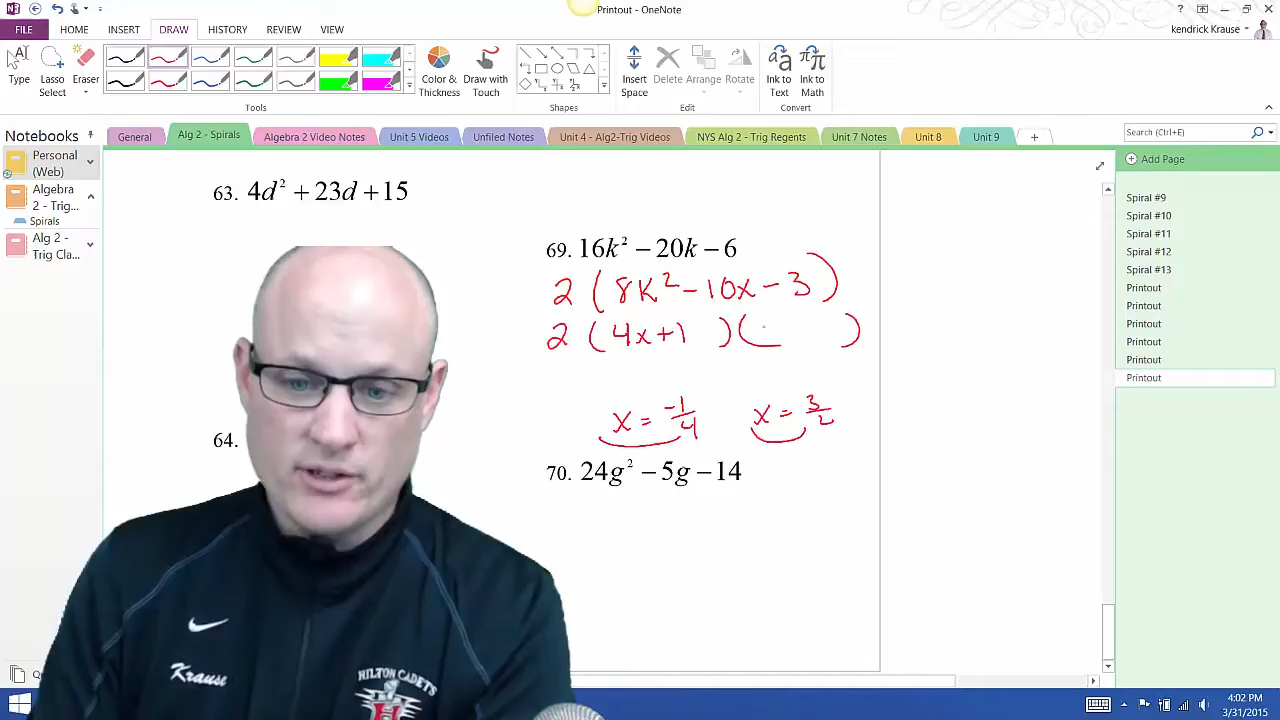 Printout - OneNote
FILE HOME INSERT DRAW HISTORY REVIEW VIEW
kendrick Krause
Type Lasso Select Eraser
Color & Thickness Draw with Touch
Insert Space Delete Arrange Rotate
Ink to Text Ink to Math
Tools Shapes Edit Convert
Notebooks
General Alg 2 - Spirals Algebra 2 Video Notes Unit 5 Videos Unfiled Notes Unit 4 - Alg2-Trig Videos NYS Alg 2 - Trig Regents Unit 7 Notes Unit 8 Unit 9 +
Search (Ctrl+E)
Personal (Web)
Algebra 2 - Trig...
Spirals
Alg 2 - Trig Cla...
63. 4d² + 23d + 15
69. 16k² − 20k − 6
2 (8K² − 10x − 3)
2 (4x+1 )( )
x = -1/4 x = 3/2
64.
70. 24g² − 5g − 14
Krause
HILTON CADETS
H
Add Page
Spiral #9
Spiral #10
Spiral #11
Spiral #12
Spiral #13
Printout
Printout
Printout
Printout
Printout
Printout
4:02 PM
3/31/2015